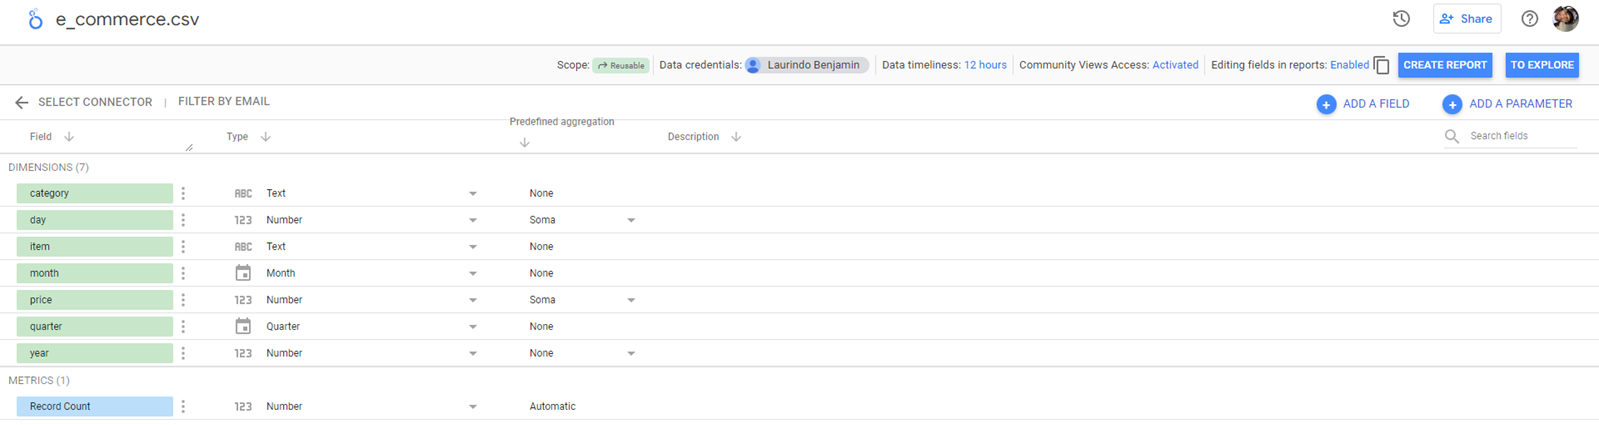 e_commerce.csv
Share
Scope: Reusable Data credentials: Laurindo Benjamin Data timeliness: 12 hours Community Views Access: Activated Editing fields in reports: Enabled CREATE REPORT TO EXPLORE
SELECT CONNECTOR | FILTER BY EMAIL
ADD A FIELD ADD A PARAMETER
Field Type Predefined aggregation Description Search fields
DIMENSIONS (7)
category ABC Text None
day 123 Number Soma
item ABC Text None
month Month None
price 123 Number Soma
quarter Quarter None
year 123 Number None
METRICS (1)
Record Count 123 Number Automatic